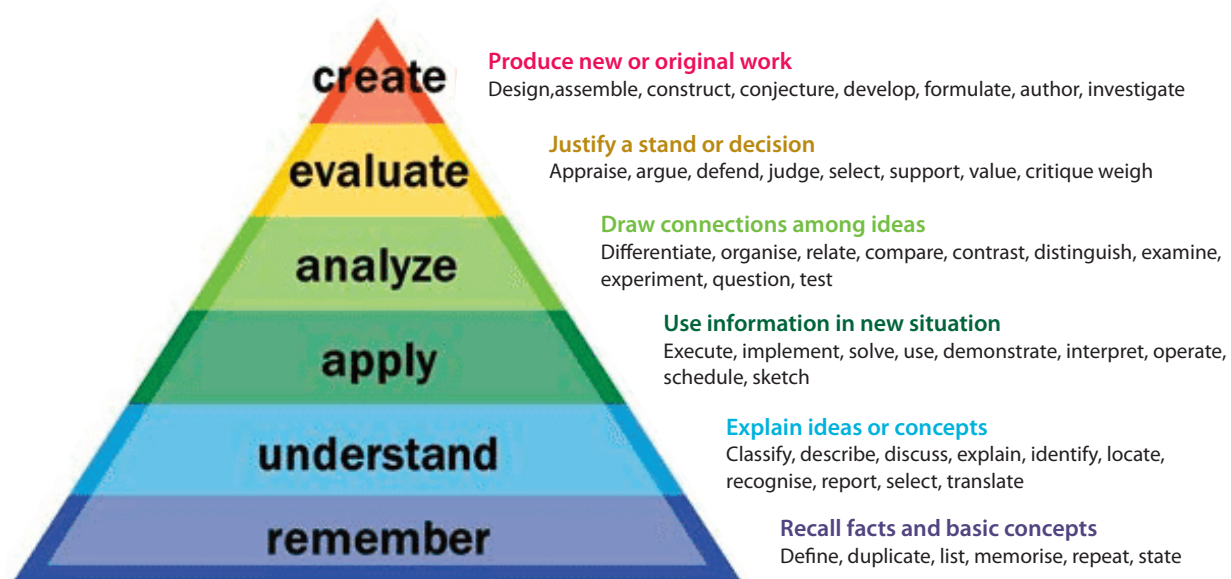 create
Produce new or original work
Design,assemble, construct, conjecture, develop, formulate, author, investigate
evaluate
Justify a stand or decision
Appraise, argue, defend, judge, select, support, value, critique weigh
analyze
Draw connections among ideas
Differentiate, organise, relate, compare, contrast, distinguish, examine,
experiment, question, test
apply
Use information in new situation
Execute, implement, solve, use, demonstrate, interpret, operate,
schedule, sketch
understand
Explain ideas or concepts
Classify, describe, discuss, explain, identify, locate,
recognise, report, select, translate
remember
Recall facts and basic concepts
Define, duplicate, list, memorise, repeat, state